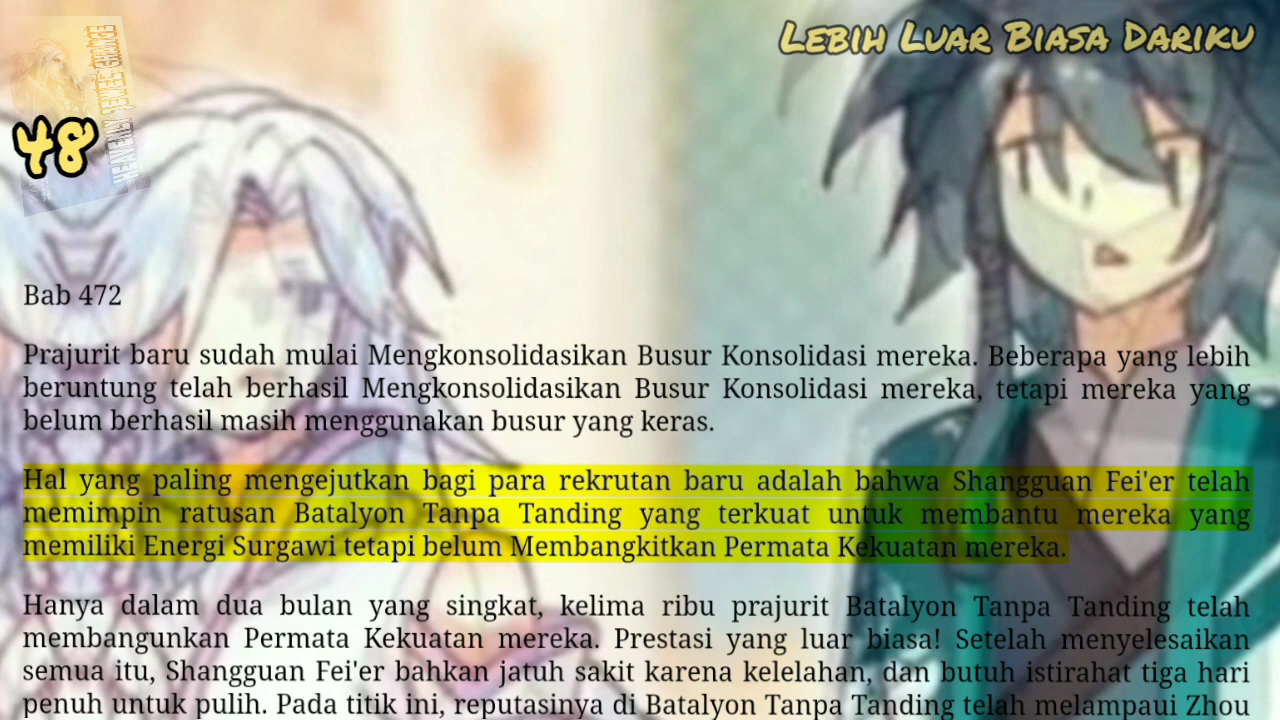 Lebih Luar Biasa Dariku
HEAVENLY JEWEL CHANGE
48
Bab 472
Prajurit baru sudah mulai Mengkonsolidasikan Busur Konsolidasi mereka. Beberapa yang lebih
beruntung telah berhasil Mengkonsolidasikan Busur Konsolidasi mereka, tetapi mereka yang
belum berhasil masih menggunakan busur yang keras.
Hal yang paling mengejutkan bagi para rekrutan baru adalah bahwa Shangguan Fei'er telah
memimpin ratusan Batalyon Tanpa Tanding yang terkuat untuk membantu mereka yang
memiliki Energi Surgawi tetapi belum Membangkitkan Permata Kekuatan mereka.
Hanya dalam dua bulan yang singkat, kelima ribu prajurit Batalyon Tanpa Tanding telah
membangunkan Permata Kekuatan mereka. Prestasi yang luar biasa! Setelah menyelesaikan
semua itu, Shangguan Fei'er bahkan jatuh sakit karena kelelahan, dan butuh istirahat tiga hari
penuh untuk pulih. Pada titik ini, reputasinya di Batalyon Tanpa Tanding telah melampaui Zhou